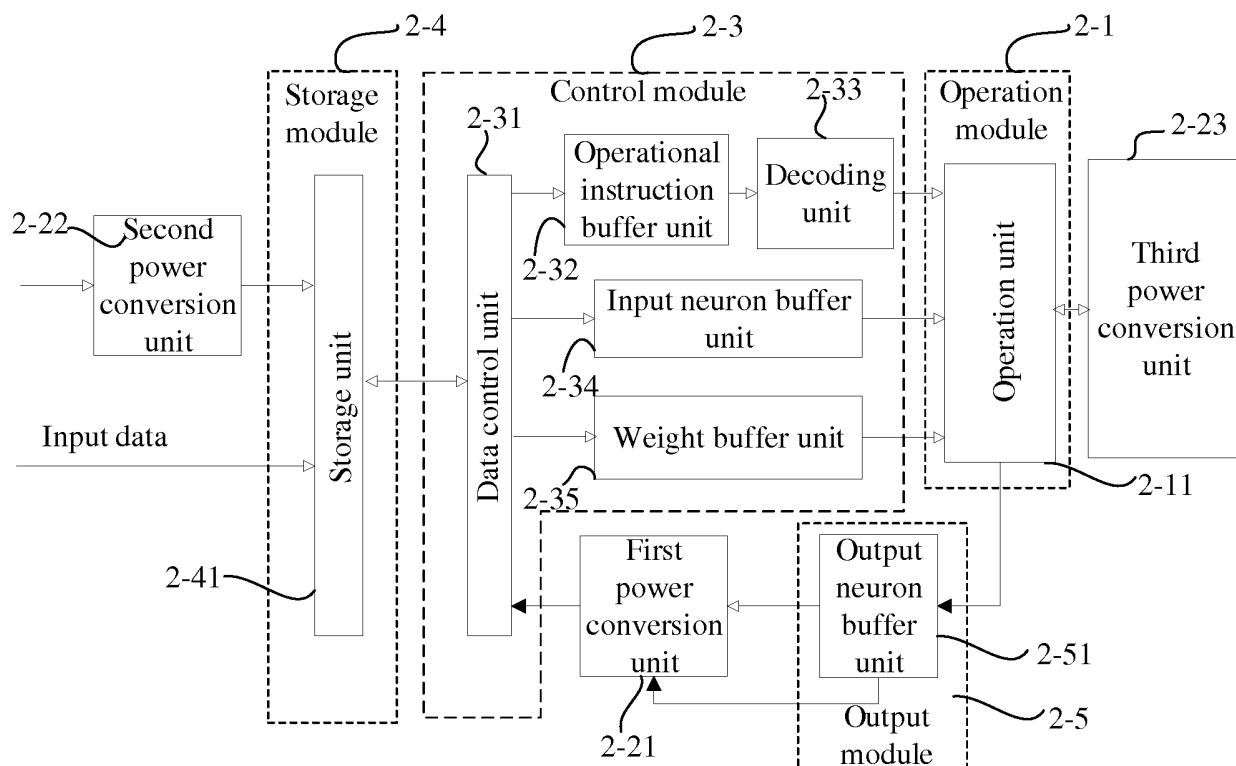 2-4
2-3
2-1
Storage
module
Control module
2-33
Operation
module
2-23
2-31
Operational
instruction
buffer unit
Decoding
unit
2-22
Second
power
conversion
unit
2-32
Third
power
conversion
unit
Input neuron buffer
unit
Operation unit
2-34
Storage unit
Data control unit
Input data
Weight buffer unit
2-35
2-11
First
power
conversion
unit
Output
neuron
buffer
unit
2-41
2-51
2-21
Output
module
2-5